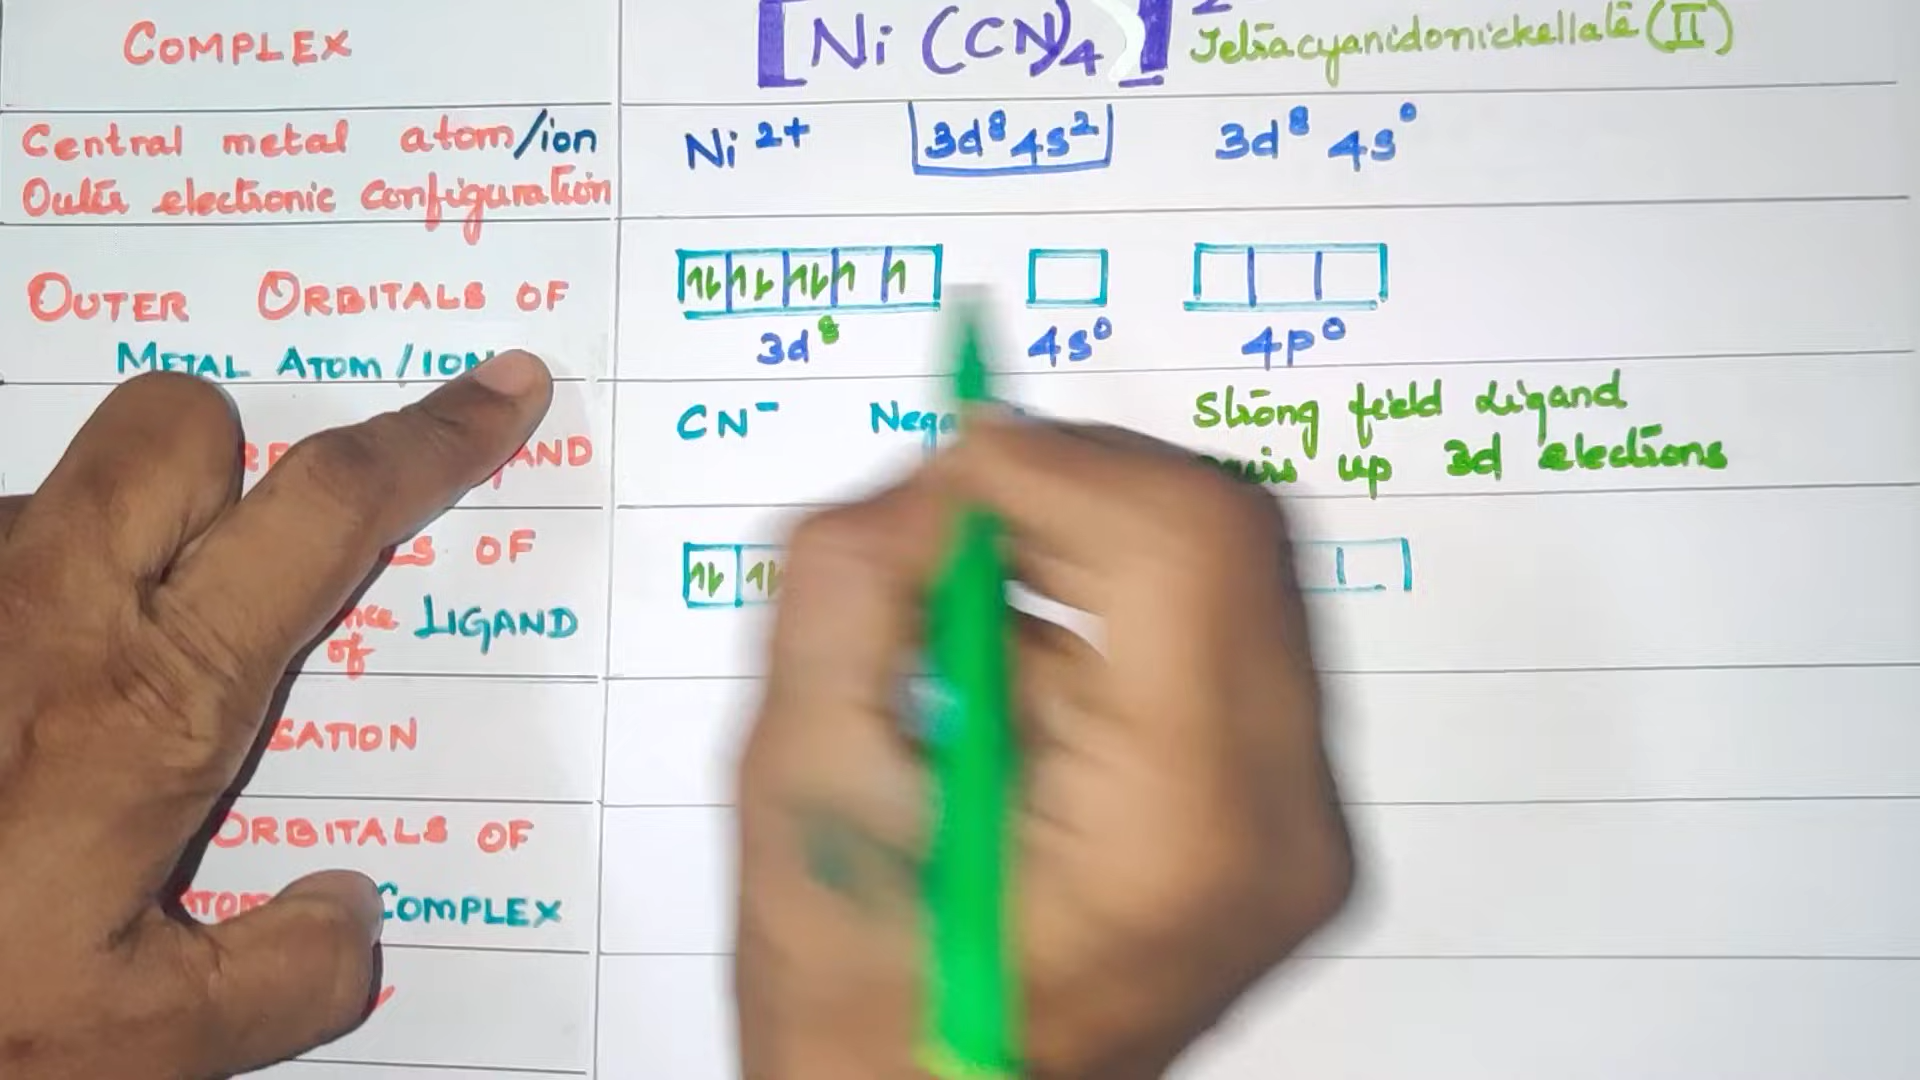 COMPLEX
[Ni (CN)4]
Tetracyanidonickellate (II)
Central metal atom/ion
Outer electronic configuration
Ni 2+ 3d8 4s2 3d8 4s0
OUTER ORBITALS OF
METAL ATOM / ION
3d8 4s0 4p0
CN-
Strong field Ligand
up 3d electrons
OF
LIGAND
of
ORBITALS OF
COMPLEX